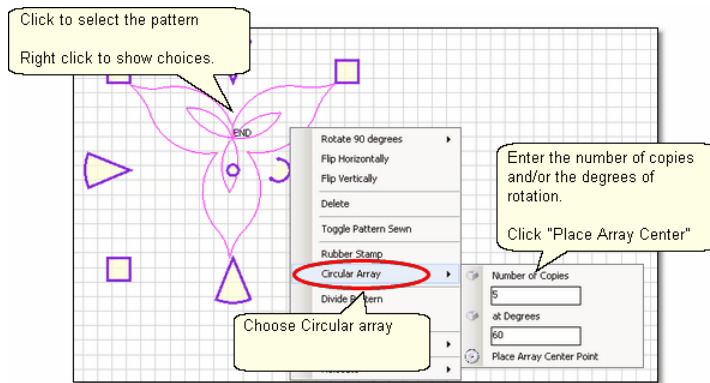 Click to select the pattern
Right click to show choices.
END
Rotate 90 degrees
Flip Horizontally
Flip Vertically
Delete
Toggle Pattern Sewn
Rubber Stamp
Circular Array
Divide Pattern
Choose Circular array
Enter the number of copies
and/or the degrees of
rotation.
Click "Place Array Center"
Number of Copies
5
at Degrees
60
Place Array Center Point